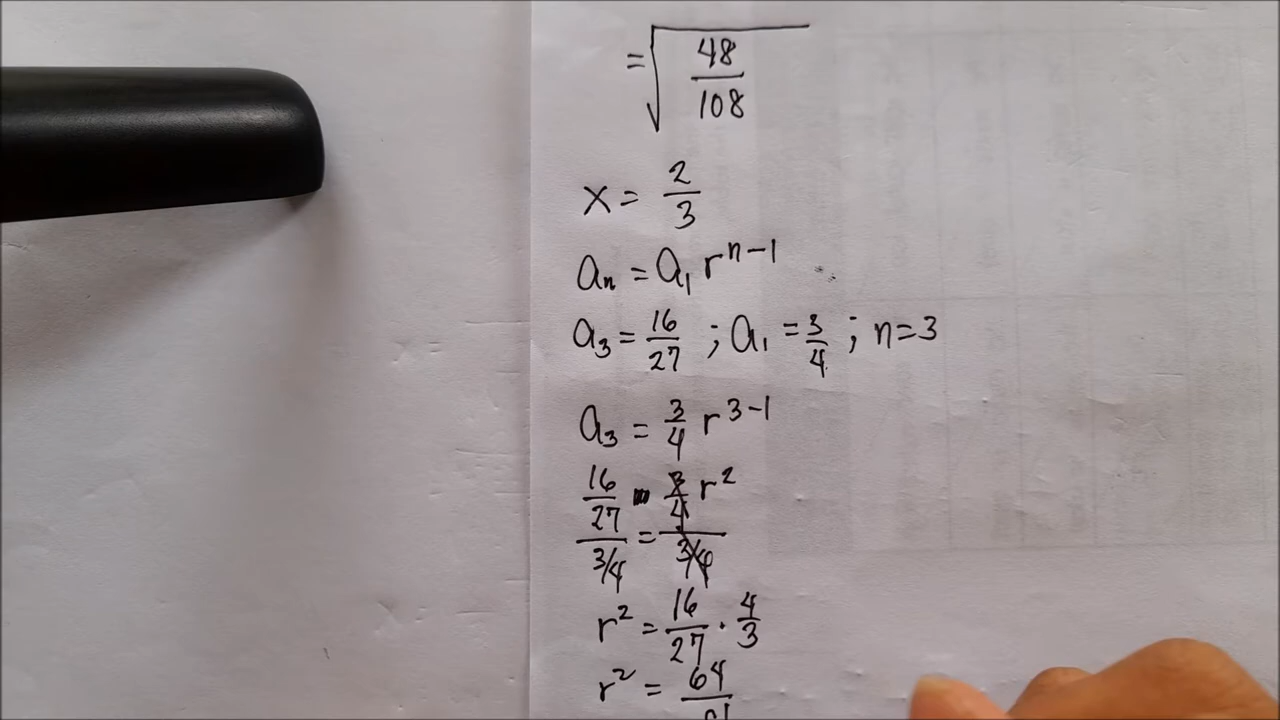 = √(48/108)
x = 2/3
aₙ = a₁ rⁿ⁻¹
a₃ = 16/27 ; a₁ = 3/4 ; n = 3
a₃ = 3/4 r³⁻¹
(16/27)/(3/4) = (3/4 r²)/(3/4)
r² = 16/27 · 4/3
r² = 64/